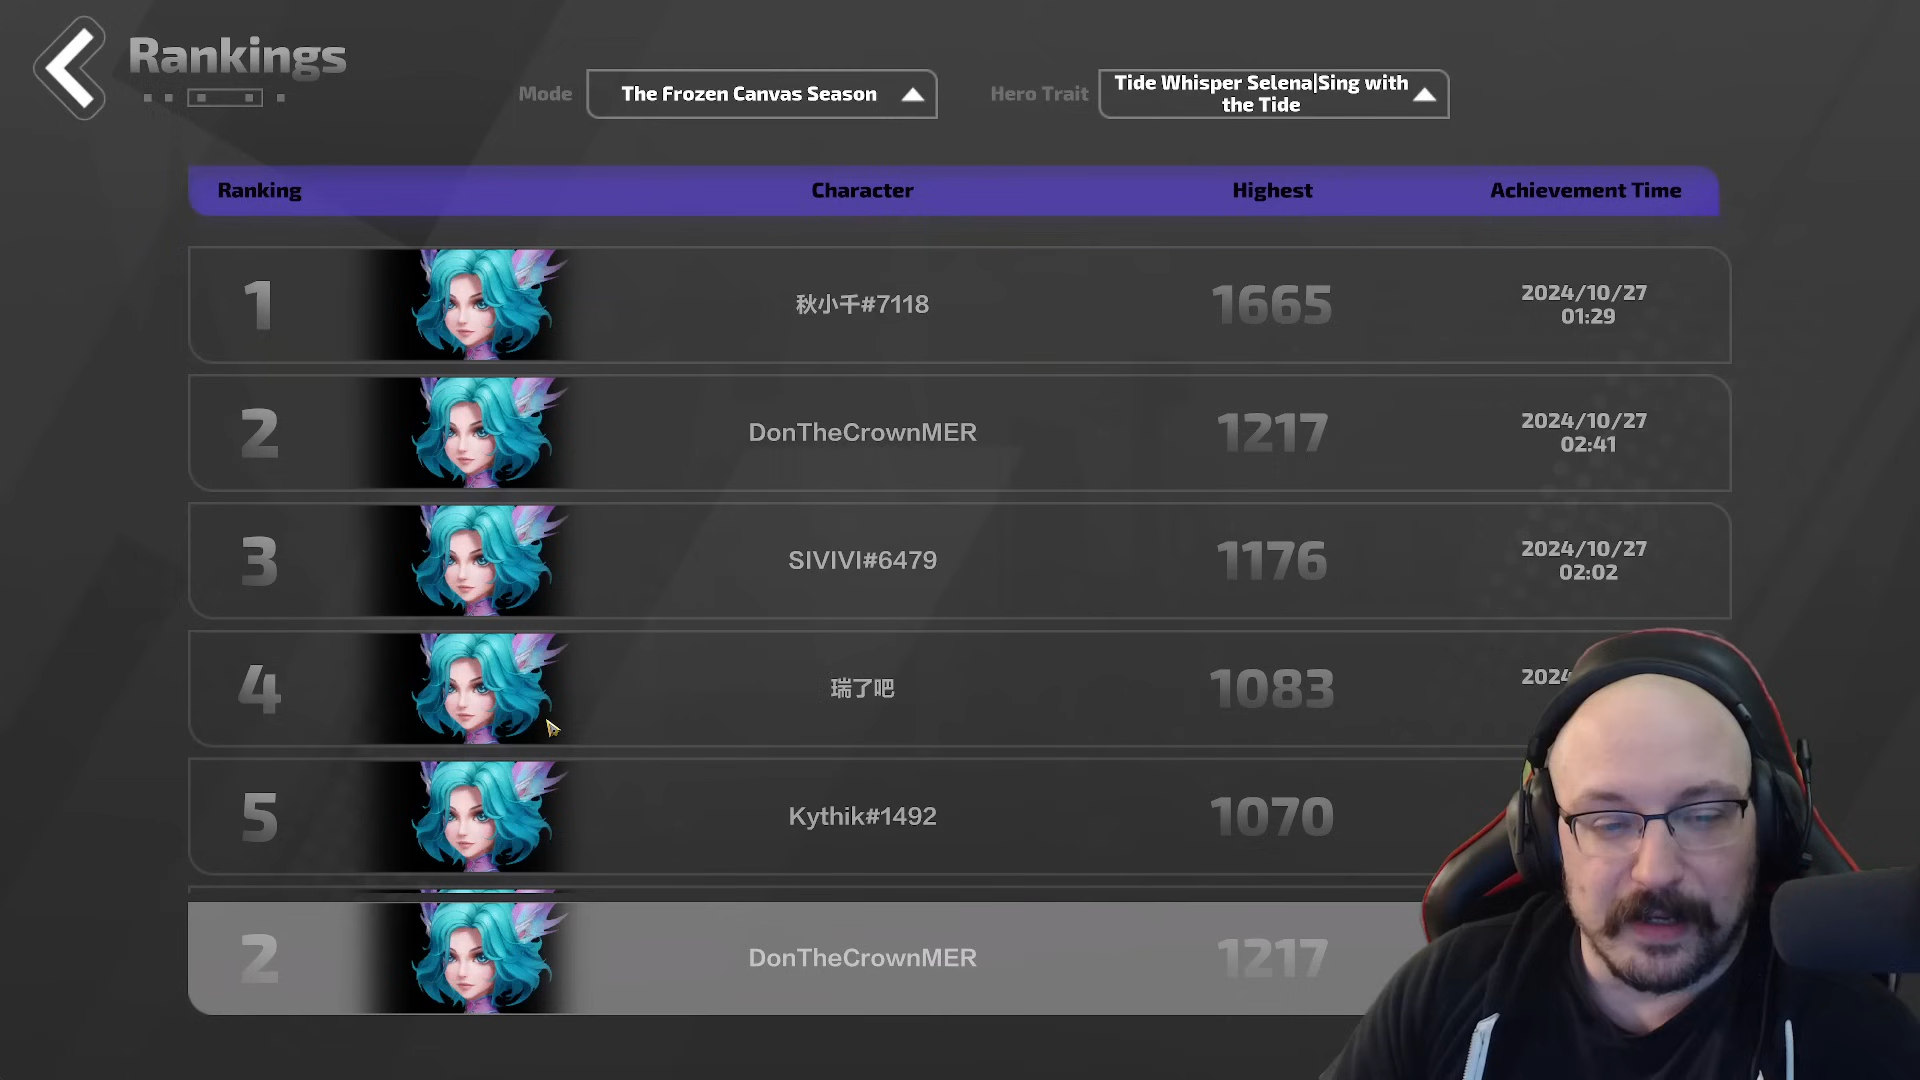 Rankings
Mode
The Frozen Canvas Season
Hero Trait
Tide Whisper Selena|Sing with
the Tide
Ranking
Character
Highest
Achievement Time
1
秋小千#7118
1665
2024/10/27
01:29
2
DonTheCrownMER
1217
2024/10/27
02:41
3
SIVIVI#6479
1176
2024/10/27
02:02
4
瑞了吧
1083
2024
5
Kythik#1492
1070
2
DonTheCrownMER
1217